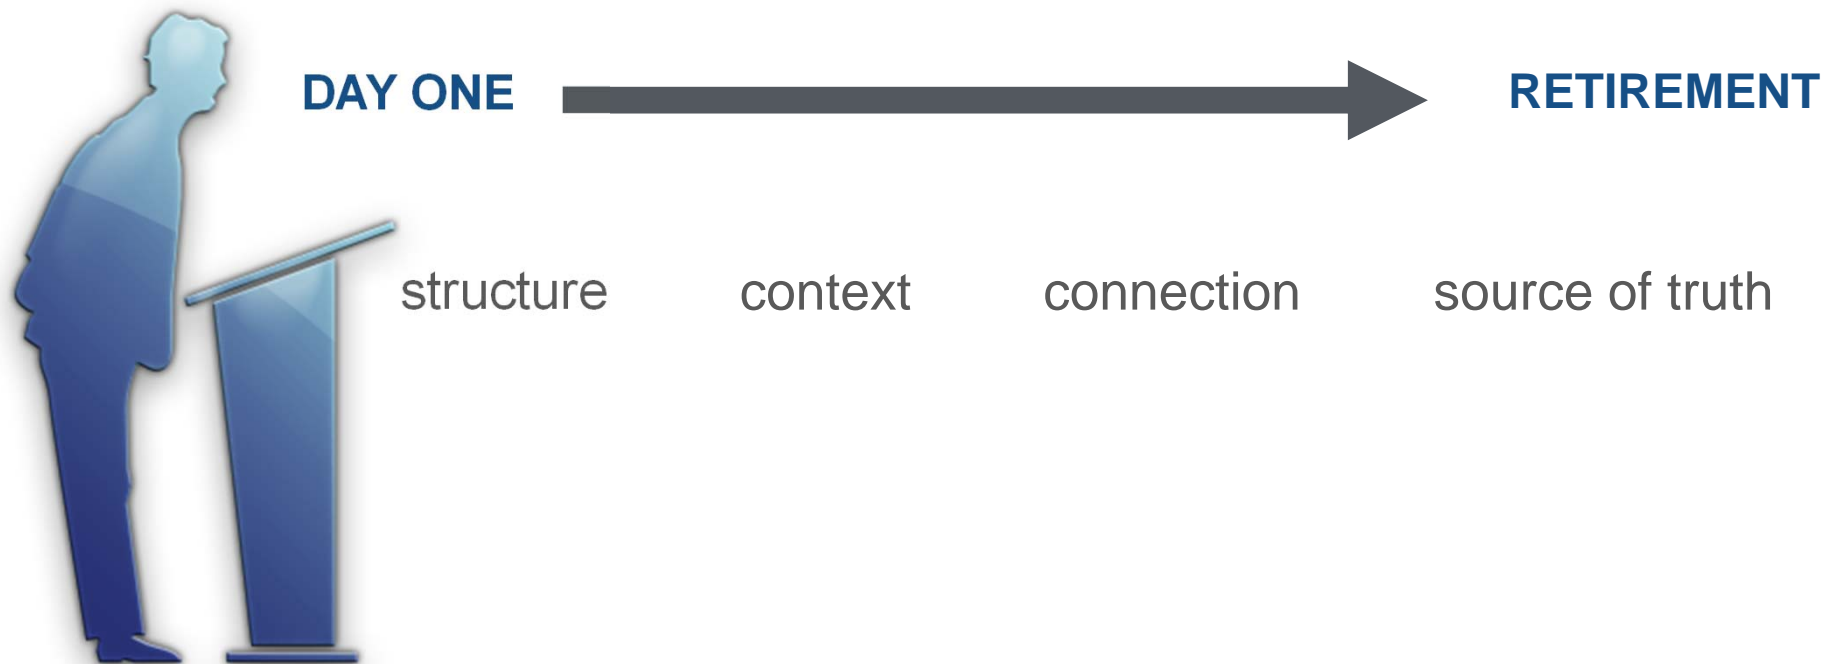 DAY ONE RETIREMENT
structure context connection source of truth